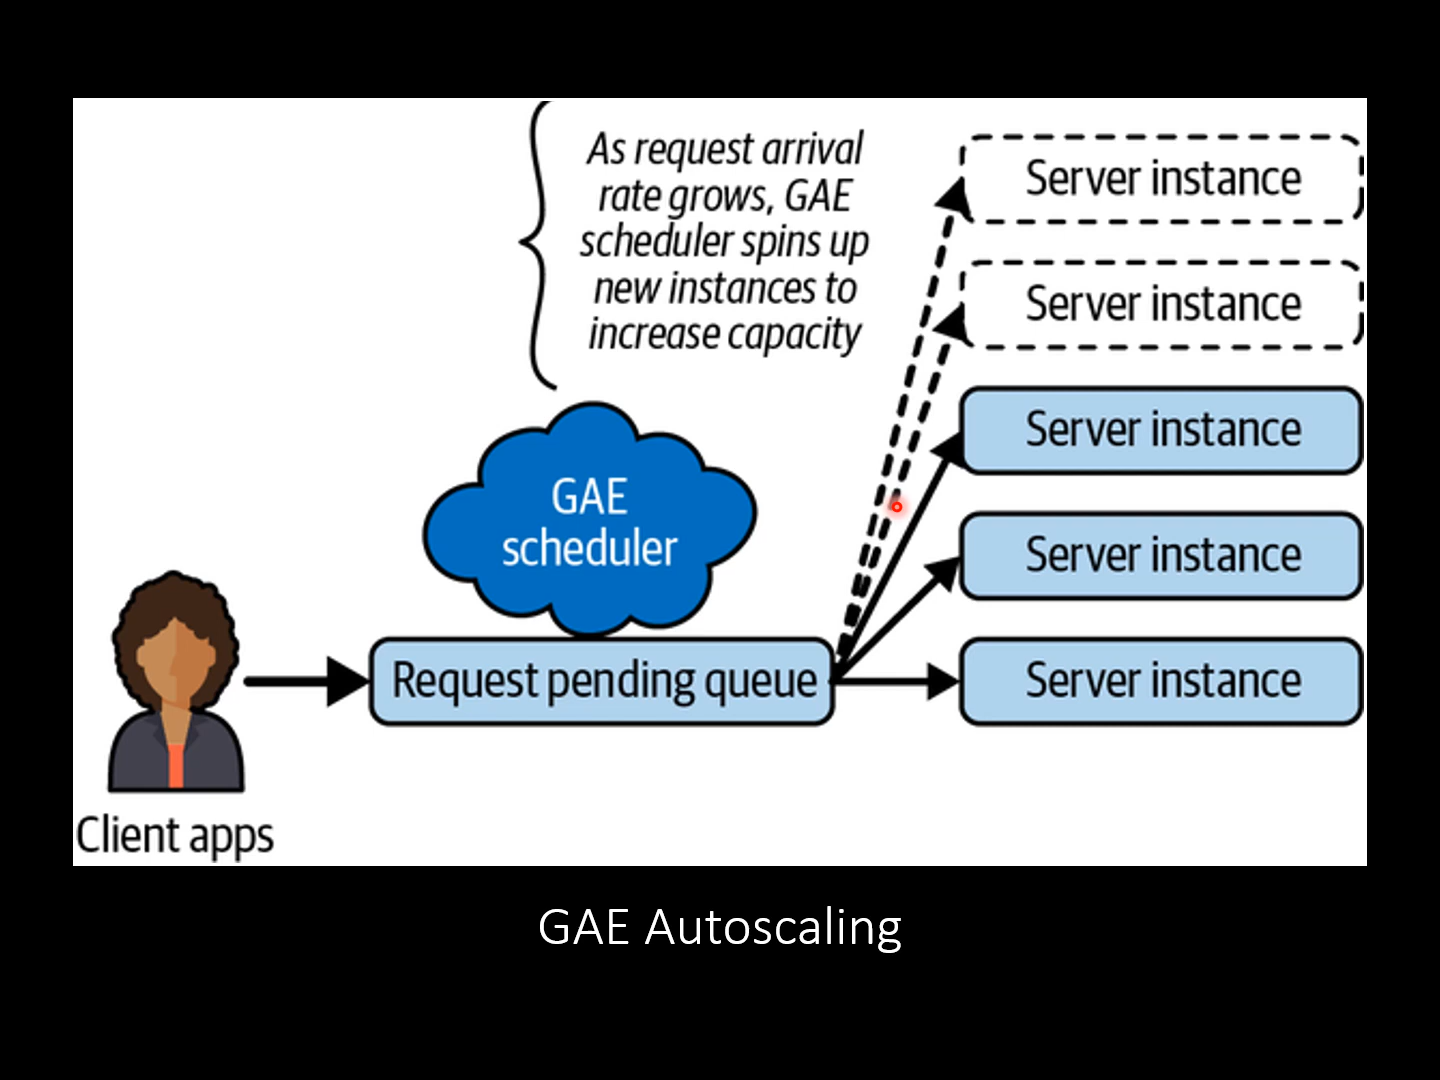 As request arrival
rate grows, GAE
scheduler spins up
new instances to
increase capacity
Server instance
Server instance
Server instance
Server instance
Server instance
GAE
scheduler
Request pending queue
Client apps
GAE Autoscaling